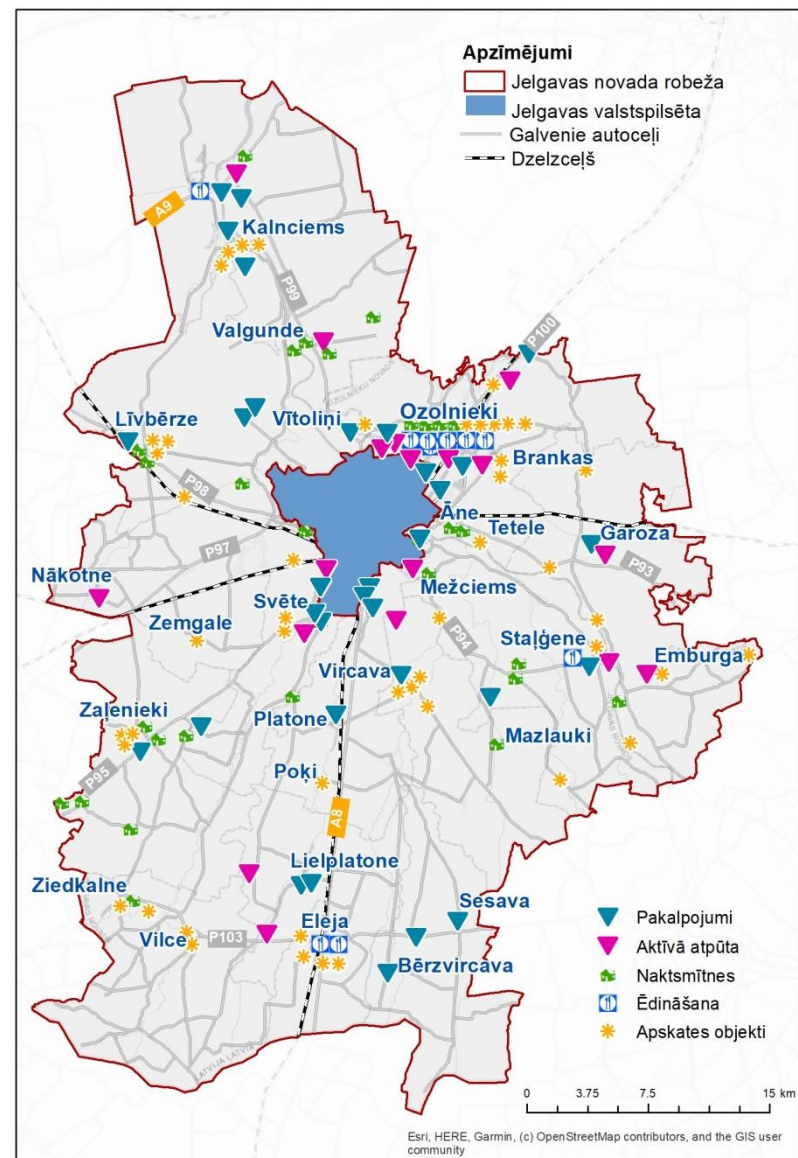 Apzīmējumi
Jelgavas novada robeža
Jelgavas valstspilsēta
Galvenie autoceļi
Dzelzceļš
A9
Kalnciems
P99
Valgunde
P100
OZOLNIEKU NOVADS
Līvbērze
Vītoliņi
Ozolnieki
Brankas
P98
Āne
Tetele
Garoza
P97
P93
Nākotne
Mežciems
Svēte
Zemgale
P94
Staļģene
Emburga
Vircava
Zaļenieki
Platone
Mazlauki
P95
Poķi
A8
Lielplatone
Ziedkalne
Sesava
Eleja
Vilce
P103
Bērzvircava
LATVIJA
Pakalpojumi
Aktīvā atpūta
Naktsmītnes
Ēdināšana
Apskates objekti
0 3.75 7.5 15 km
Esri, HERE, Garmin, (c) OpenStreetMap contributors, and the GIS user
community